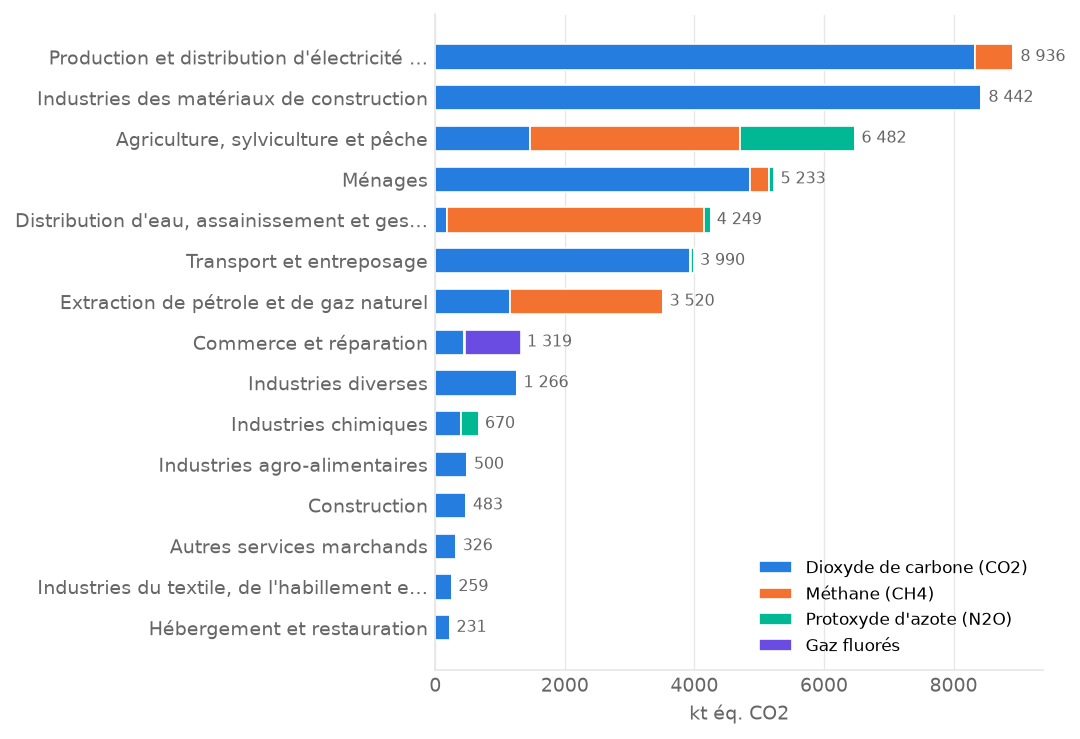 Production et distribution d'électricité … 8 936
Industries des matériaux de construction 8 442
Agriculture, sylviculture et pêche 6 482
Ménages 5 233
Distribution d'eau, assainissement et ges… 4 249
Transport et entreposage 3 990
Extraction de pétrole et de gaz naturel 3 520
Commerce et réparation 1 319
Industries diverses 1 266
Industries chimiques 670
Industries agro-alimentaires 500
Construction 483
Autres services marchands 326
Industries du textile, de l'habillement e… 259
Hébergement et restauration 231
Dioxyde de carbone (CO2)
Méthane (CH4)
Protoxyde d'azote (N2O)
Gaz fluorés
0 2000 4000 6000 8000
kt éq. CO2